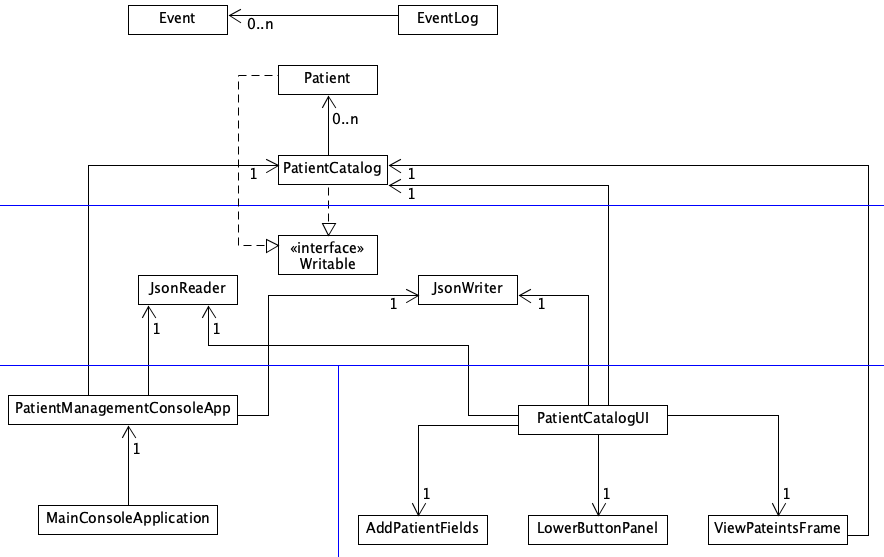 Event
EventLog
0..n
Patient
0..n
PatientCatalog
1
1
1
«interface»
Writable
JsonReader
JsonWriter
1
1
1
1
PatientManagementConsoleApp
PatientCatalogUI
1
1
1
1
MainConsoleApplication
AddPatientFields
LowerButtonPanel
ViewPateintsFrame